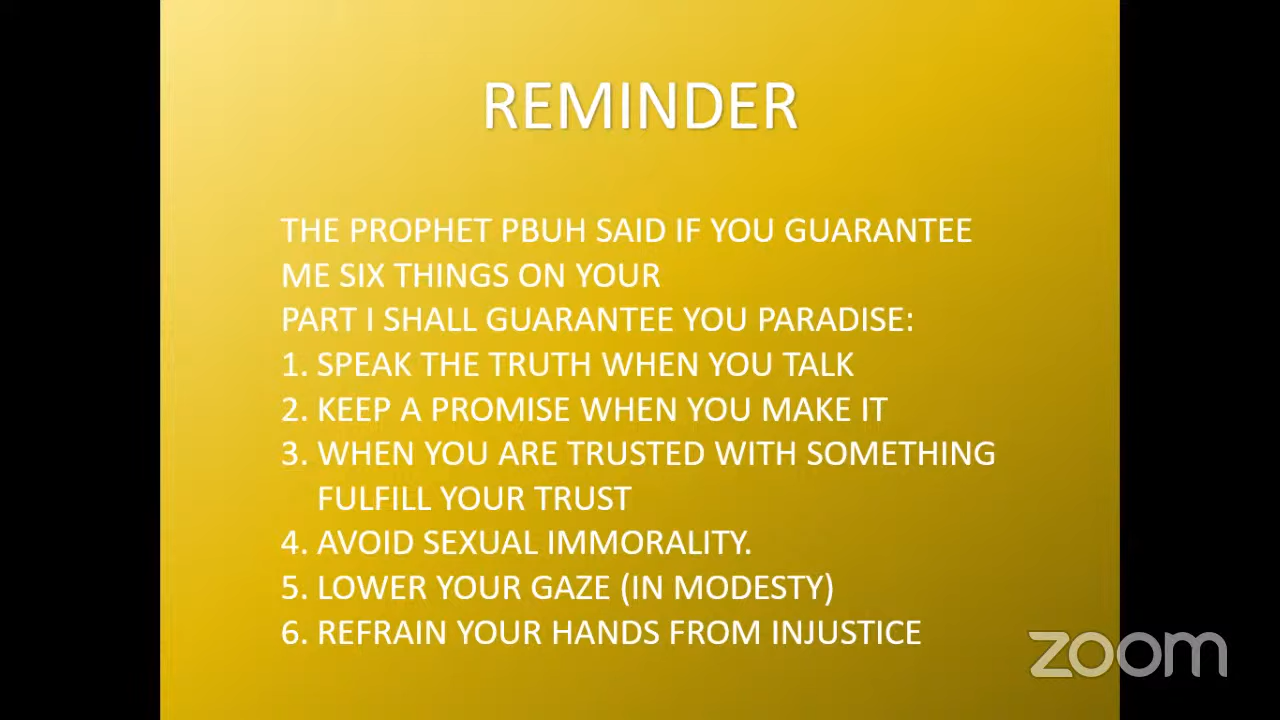 REMINDER
THE PROPHET PBUH SAID IF YOU GUARANTEE
ME SIX THINGS ON YOUR
PART I SHALL GUARANTEE YOU PARADISE:
1. SPEAK THE TRUTH WHEN YOU TALK
2. KEEP A PROMISE WHEN YOU MAKE IT
3. WHEN YOU ARE TRUSTED WITH SOMETHING
FULFILL YOUR TRUST
4. AVOID SEXUAL IMMORALITY.
5. LOWER YOUR GAZE (IN MODESTY)
6. REFRAIN YOUR HANDS FROM INJUSTICE
zoom